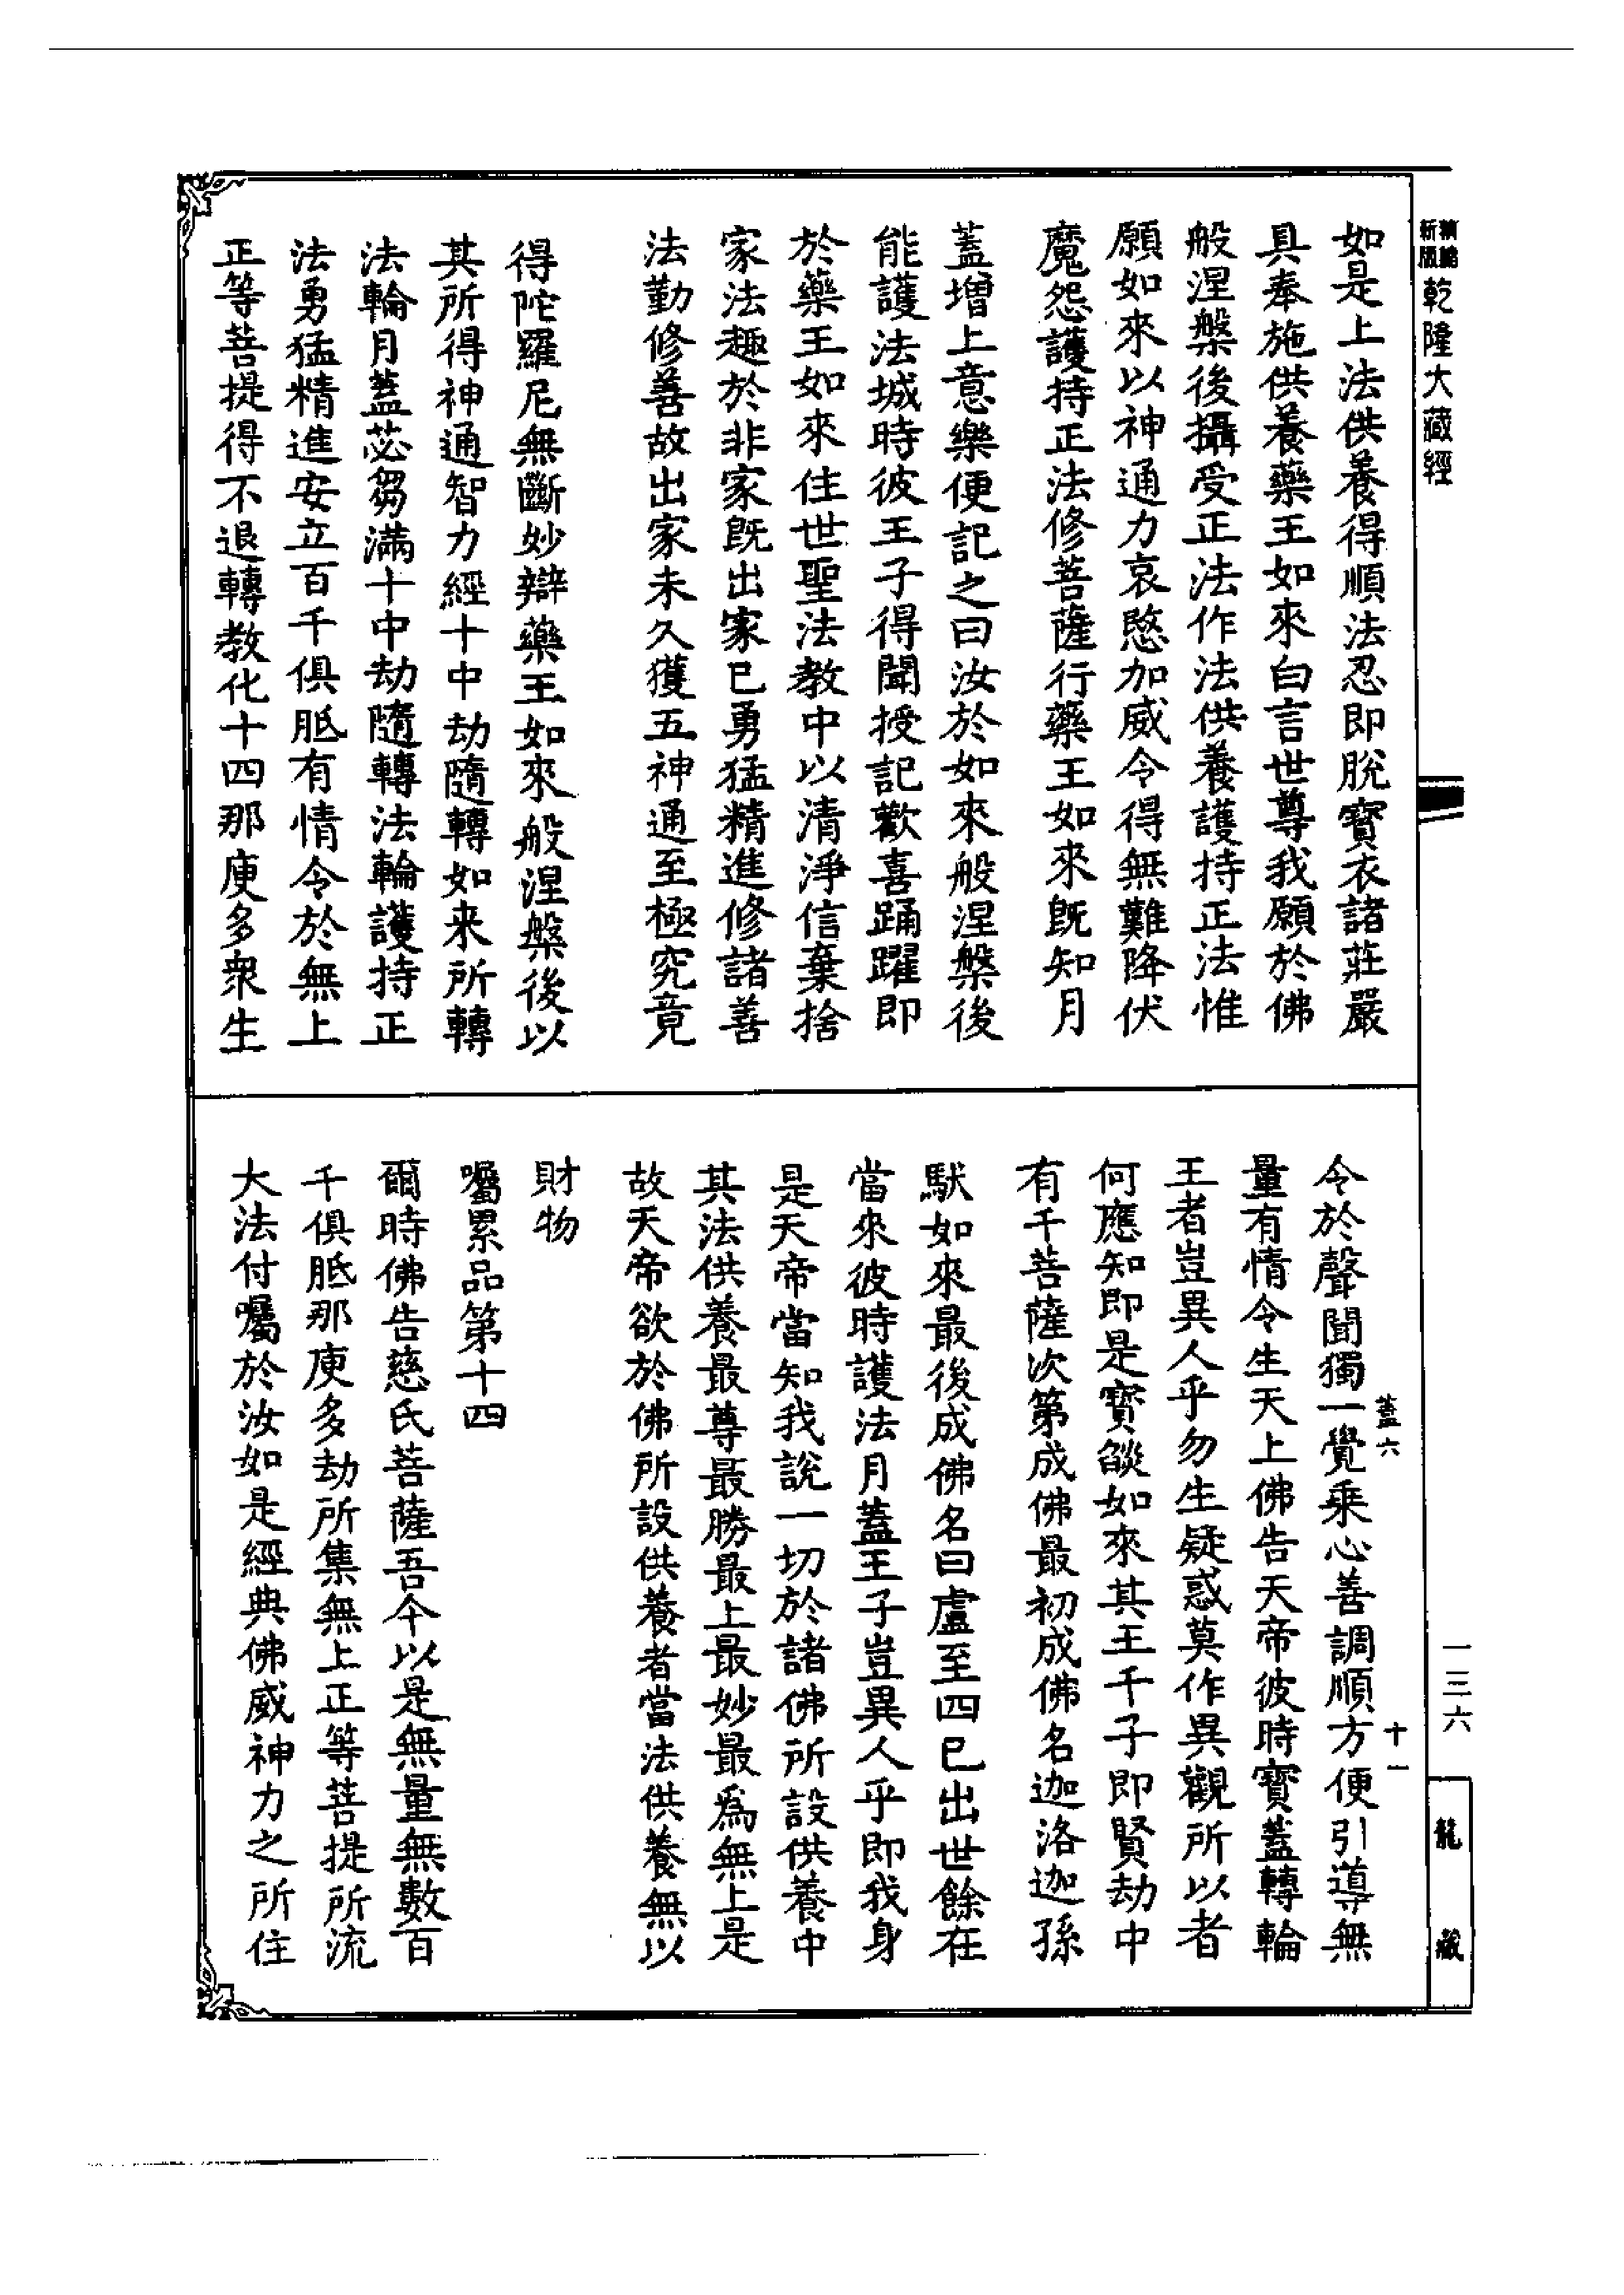 新版
精縮
乾隆大藏經
如是上法供養得順法忍即脫寶衣諸莊嚴
具奉施供養藥王如來白言世尊我願於佛
般涅槃後攝受正法作法供養護持正法惟
願如來以神通力哀愍加威令得無難降伏
魔怨護持正法修菩薩行藥王如來既知月
蓋增上意樂便記之曰汝於如來般涅槃後
能護法城時彼王子得聞授記歡喜踊躍即
於藥王如來住世聖法教中以清淨信棄捨
家法趣於非家既出家已勇猛精進修諸善
法勤修善故出家未久獲五神通至極究竟
得陀羅尼無斷妙辯藥王如來般涅槃後以
其所得神通智力經十中劫隨轉如來所轉
法輪月蓋苾芻滿十中劫隨轉法輪護持正
法勇猛精進安立百千俱胝有情令於無上
正等菩提得不退轉教化十四那庾多衆生
令於聲聞獨一覺乘心善調順方便引導無
量有情令生天上佛告天帝彼時寶蓋轉輪
王者豈異人乎勿生疑惑莫作異觀所以者
何應知即是寶燄如來其王千子即賢劫中
有千菩薩次第成佛最初成佛名迦洛迦孫
馱如來最後成佛名曰盧至四已出世餘在
當來彼時護法月蓋王子豈異人乎即我身
是天帝當知我說一切於諸佛所設供養中
其法供養最尊最勝最上最妙最爲無上是
故天帝欲於佛所設供養者當法供養無以
財物
囑累品第十四
爾時佛告慈氏菩薩吾今以是無量無數百
千俱胝那庾多劫所集無上正等菩提所流
大法付囑於汝如是經典佛威神力之所住
蓋六
十一
一三六
龍藏